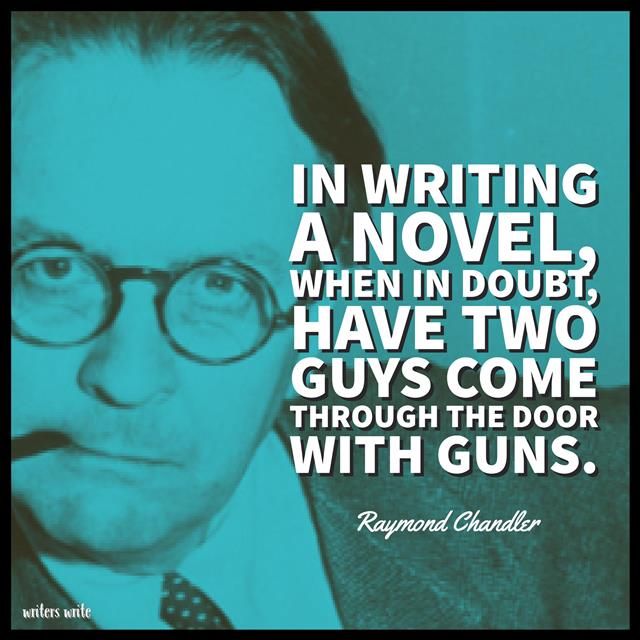 IN WRITING
A NOVEL,
WHEN IN DOUBT,
HAVE TWO
GUYS COME
THROUGH THE DOOR
WITH GUNS.
Raymond Chandler
writers write